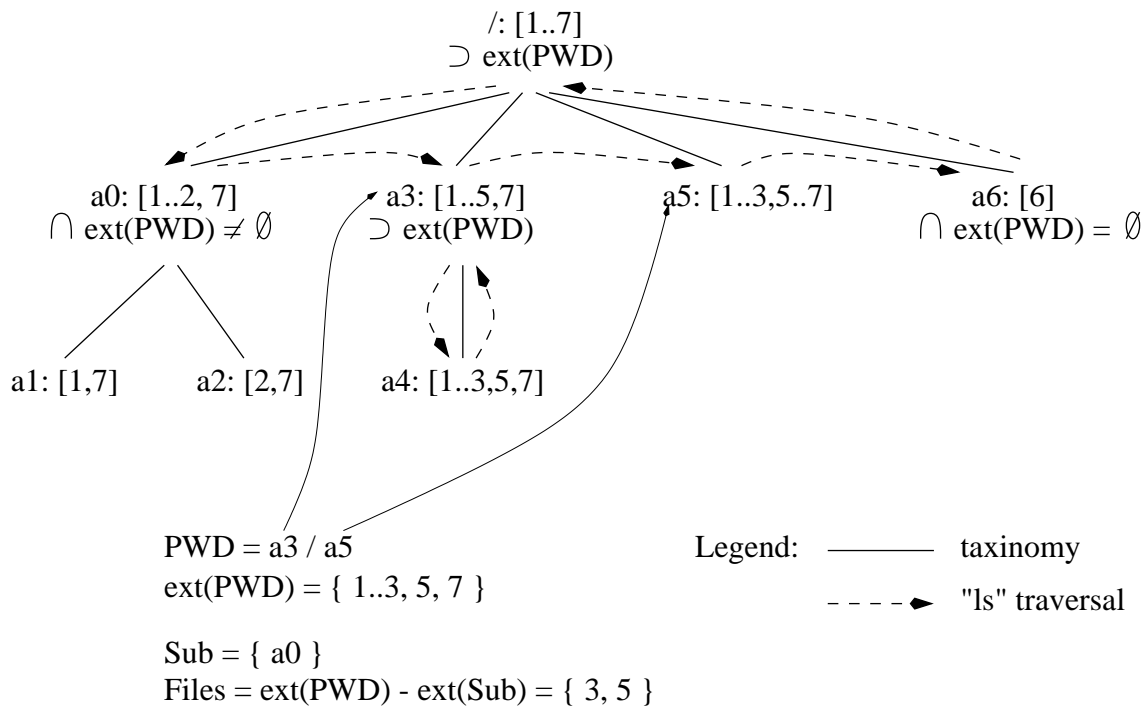 /: [1..7]
⊃ ext(PWD)
a0: [1..2, 7]
∩ ext(PWD) ≠ ∅
a3: [1..5,7]
⊃ ext(PWD)
a5: [1..3,5..7]
a6: [6]
∩ ext(PWD) = ∅
a1: [1,7]
a2: [2,7]
a4: [1..3,5,7]
PWD = a3 / a5
ext(PWD) = { 1..3, 5, 7 }
Sub = { a0 }
Files = ext(PWD) - ext(Sub) = { 3, 5 }
Legend:
taxinomy
"ls" traversal